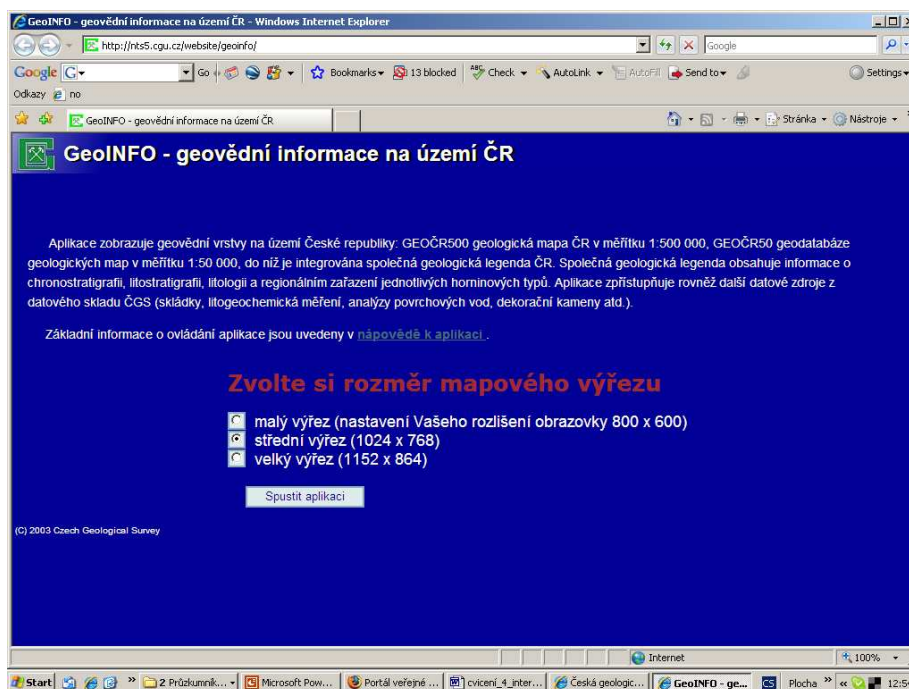 GeoINFO - geovědní informace na území ČR - Windows Internet Explorer
http://nts5.cgu.cz/website/geoinfo/
Google
Google G Go 13 blocked Bookmarks Check AutoLink AutoFill Send to Settings
Odkazy no
GeoINFO - geovědní informace na území ČR Stránka Nástroje
GeoINFO - geovědní informace na území ČR
Aplikace zobrazuje geovědní vrstvy na území České republiky: GEOČR500 geologická mapa ČR v měřítku 1:500 000, GEOČR50 geodatabáze
geologických map v měřítku 1:50 000, do níž je integrována společná geologická legenda ČR. Společná geologická legenda obsahuje informace o
chronostratigrafii, litostratigrafii, litologii a regionálním zařazení jednotlivých horninových typů. Aplikace zpřístupňuje rovněž další datové zdroje z
datového skladu ČGS (skládky, litogeochemická měření, analýzy povrchových vod, dekorační kameny atd.).
Základní informace o ovládání aplikace jsou uvedeny v nápovědě k aplikaci .
Zvolte si rozměr mapového výřezu
malý výřez (nastavení Vašeho rozlišení obrazovky 800 x 600)
střední výřez (1024 x 768)
velký výřez (1152 x 864)
Spustit aplikaci
(C) 2003 Czech Geological Survey
Internet 100%
Start 2 Průzkumník... Microsoft Pow... Portál veřejné ... cvicení_4_inter... Česká geologic... GeoINFO - ge... CS Plocha